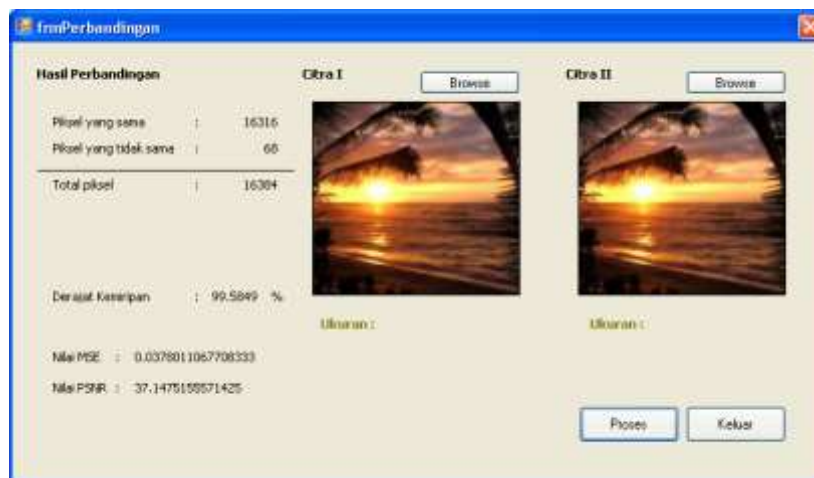 frmPerbandingan
Hasil Perbandingan
Piksel yang sama : 16316
Piksel yang tidak sama : 68
Total piksel : 16384
Derajat Kemiripan : 99.5849 %
Nilai MSE : 0.0378011067708333
Nilai PSNR : 37.1475155571425
Citra I
Browse
Ukuran :
Citra II
Browse
Ukuran :
Proses
Keluar